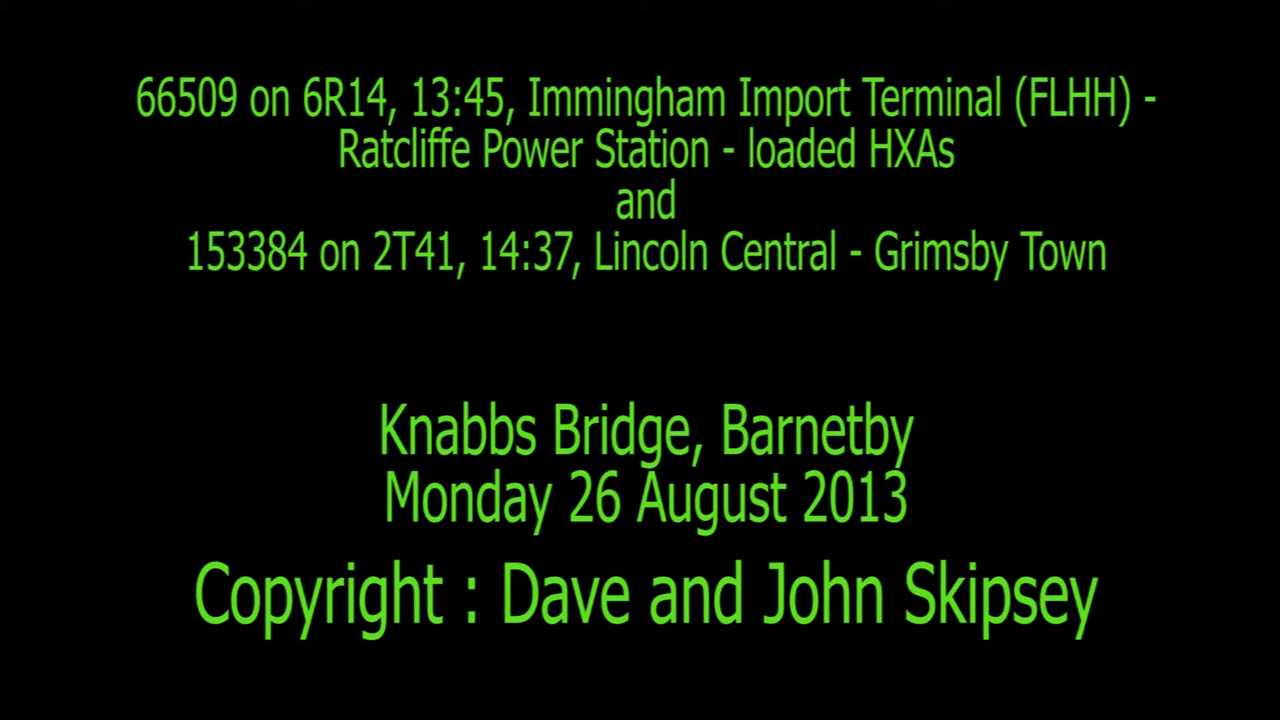 66509 on 6R14, 13:45, Immingham Import Terminal (FLHH) -
Ratcliffe Power Station - loaded HXAs
and
153384 on 2T41, 14:37, Lincoln Central - Grimsby Town
Knabbs Bridge, Barnetby
Monday 26 August 2013
Copyright : Dave and John Skipsey